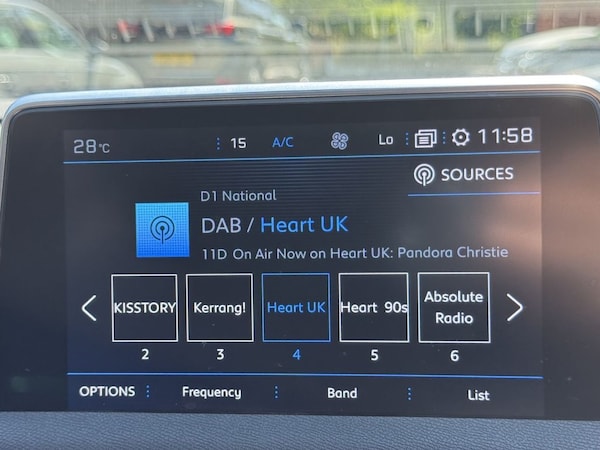 28°C 15 A/C Lo 11:58
SOURCES
D1 National
DAB / Heart UK
11D On Air Now on Heart UK: Pandora Christie
KISSTORY Kerrang! Heart UK Heart 90s Absolute Radio
2 3 4 5 6
OPTIONS Frequency Band List